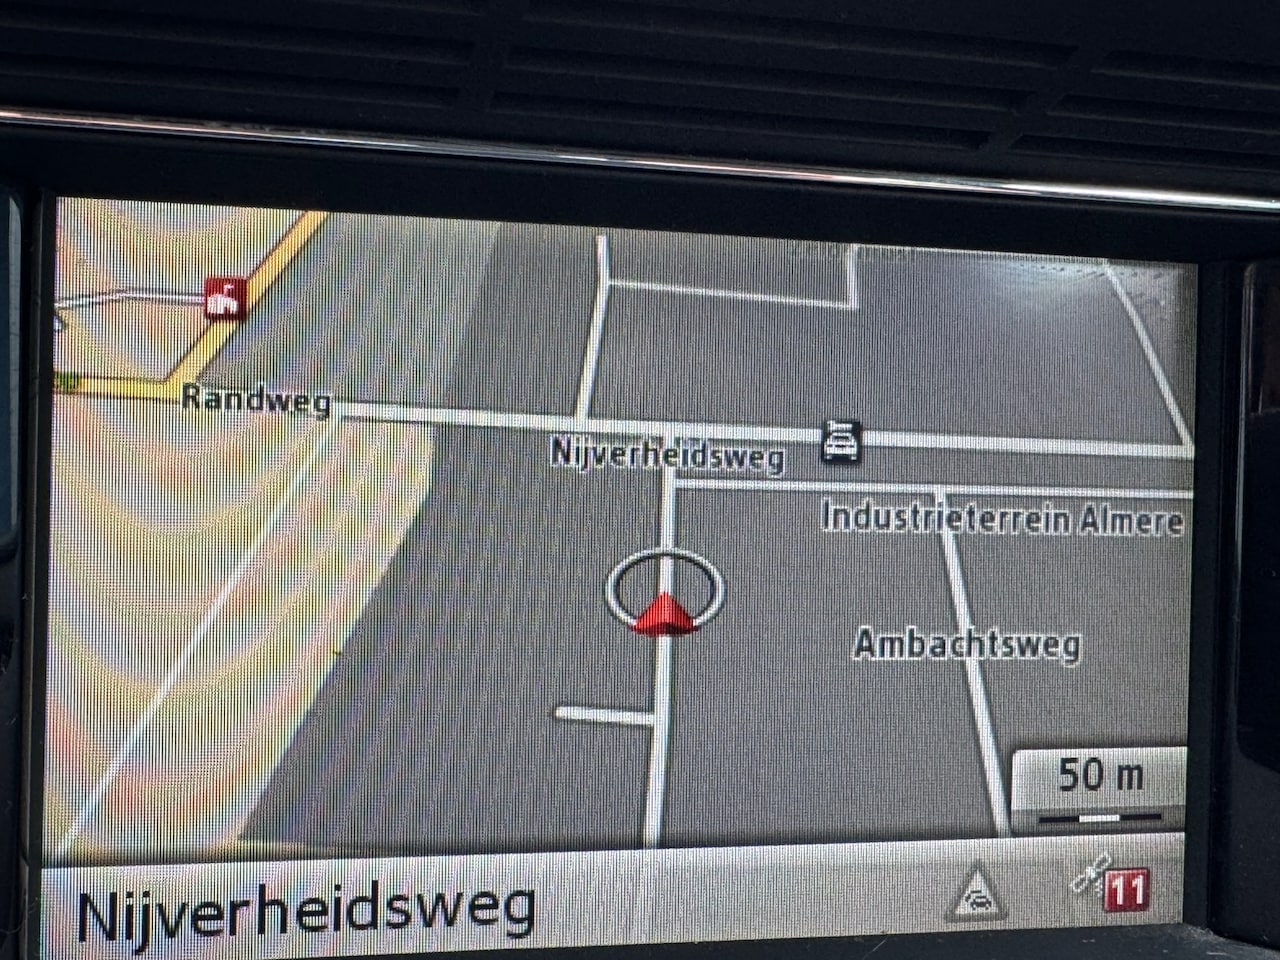 Randweg
Nijverheidsweg
Industrieterrein Almere
Ambachtsweg
50 m
Nijverheidsweg
11